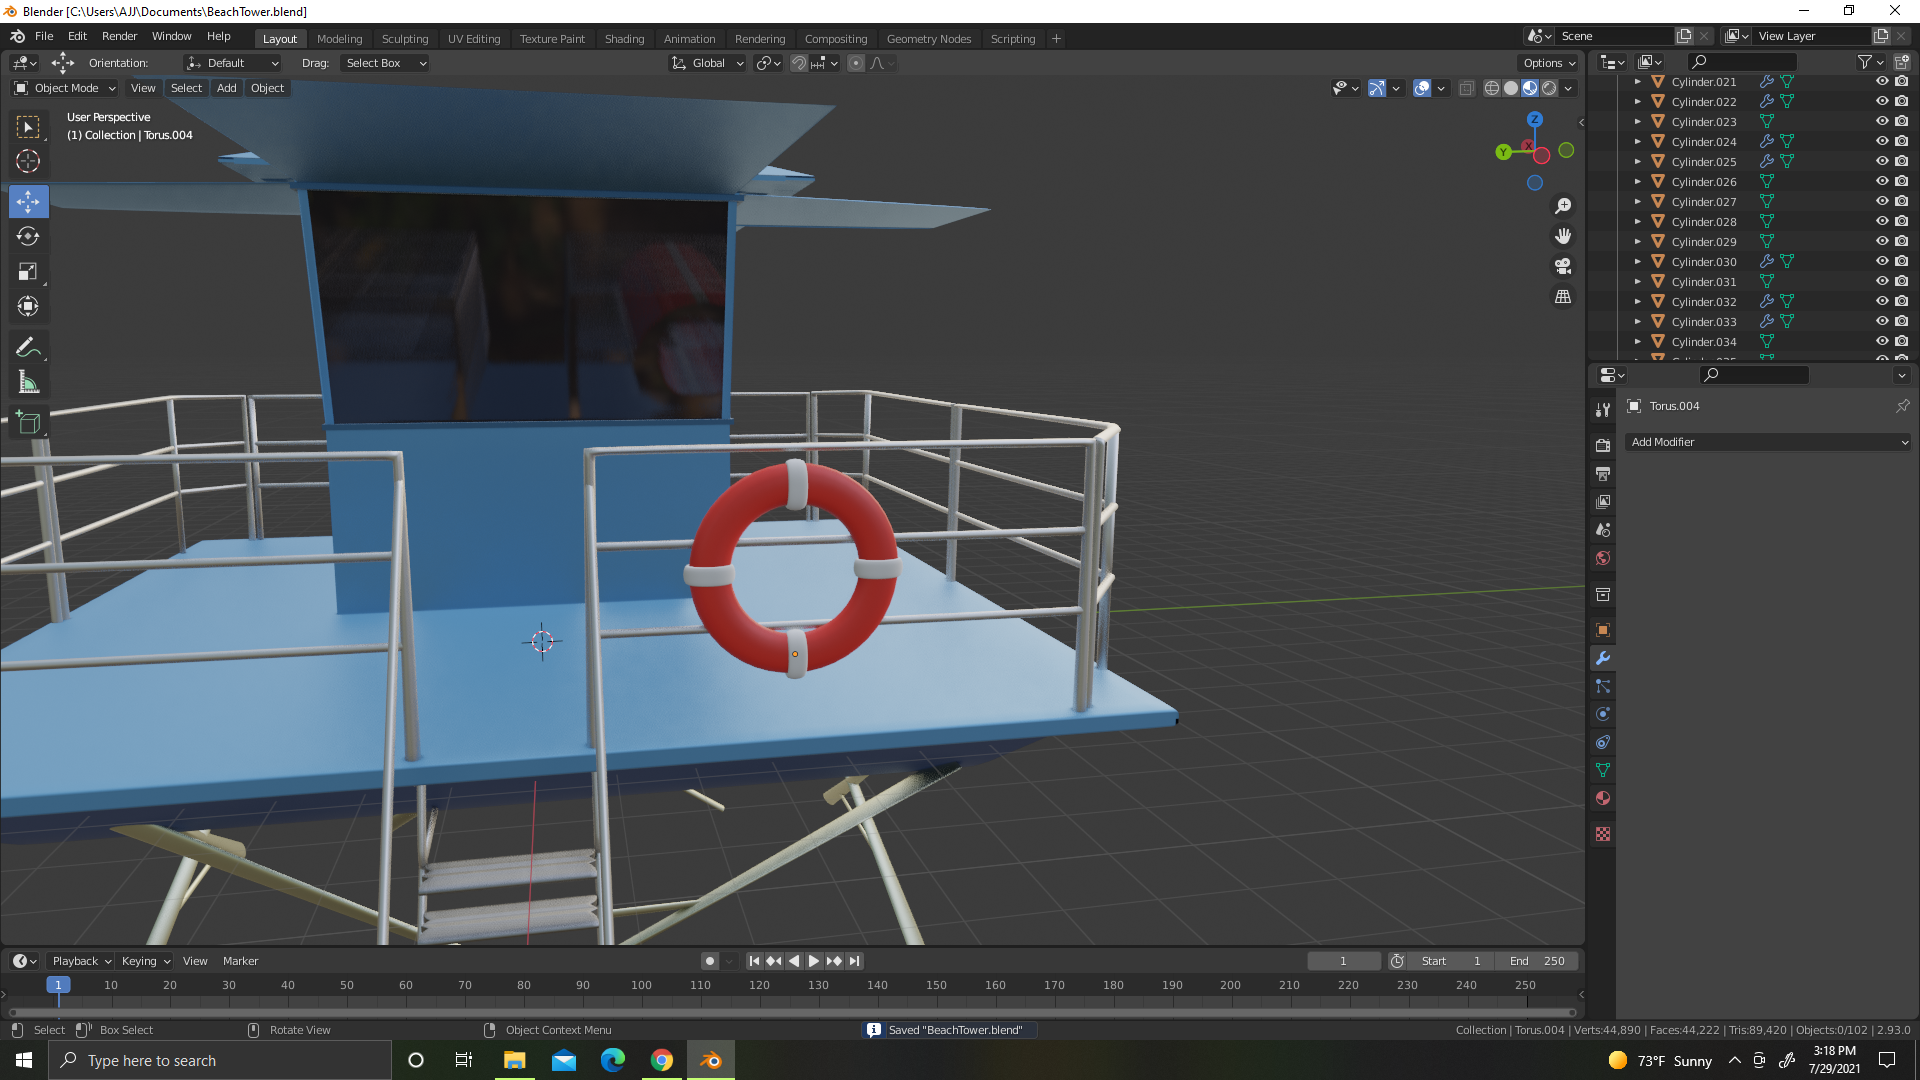 Blender [C:\Users\AJJ\Documents\BeachTower.blend]
File Edit Render Window Help Layout Modeling Sculpting UV Editing Texture Paint Shading Animation Rendering Compositing Geometry Nodes Scripting + Scene View Layer
Orientation: Default Drag: Select Box Global Options
Object Mode View Select Add Object
User Perspective
(1) Collection | Torus.004
Z
Y
X
Cylinder.021
Cylinder.022
Cylinder.023
Cylinder.024
Cylinder.025
Cylinder.026
Cylinder.027
Cylinder.028
Cylinder.029
Cylinder.030
Cylinder.031
Cylinder.032
Cylinder.033
Cylinder.034
Torus.004
Add Modifier
Playback Keying View Marker 1 Start 1 End 250
1 10 20 30 40 50 60 70 80 90 100 110 120 130 140 150 160 170 180 190 200 210 220 230 240 250
Select Box Select Rotate View Object Context Menu Saved "BeachTower.blend" Collection | Torus.004 | Verts:44,890 | Faces:44,222 | Tris:89,420 | Objects:0/102 | 2.93.0
Type here to search 73°F Sunny 3:18 PM
7/29/2021